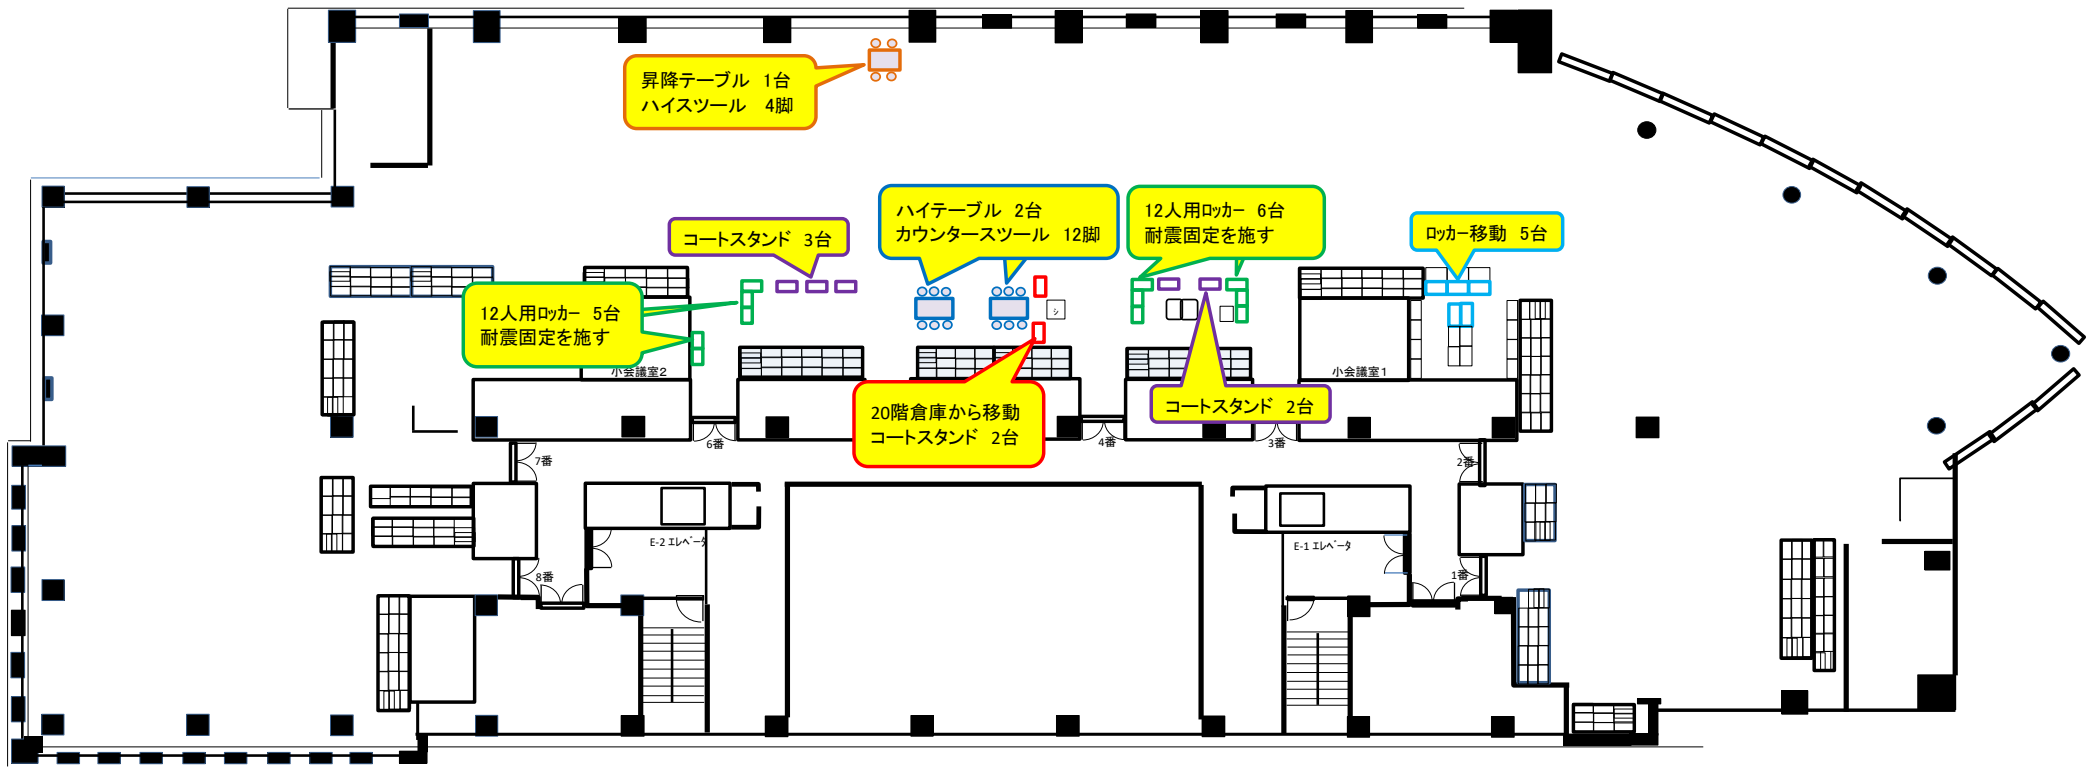 昇降テーブル 1台
ハイスツール 4脚
コートスタンド 3台
ハイテーブル 2台
カウンタースツール 12脚
12人用ﾛｯｶｰ 6台
耐震固定を施す
ﾛｯｶｰ移動 5台
12人用ﾛｯｶｰ 5台
耐震固定を施す
シ
小会議室2
小会議室1
20階倉庫から移動
コートスタンド 2台
コートスタンド 2台
6番
4番
3番
7番
2番
E-2 ｴﾚﾍﾞｰﾀ
E-1 ｴﾚﾍﾞｰﾀ
8番
1番